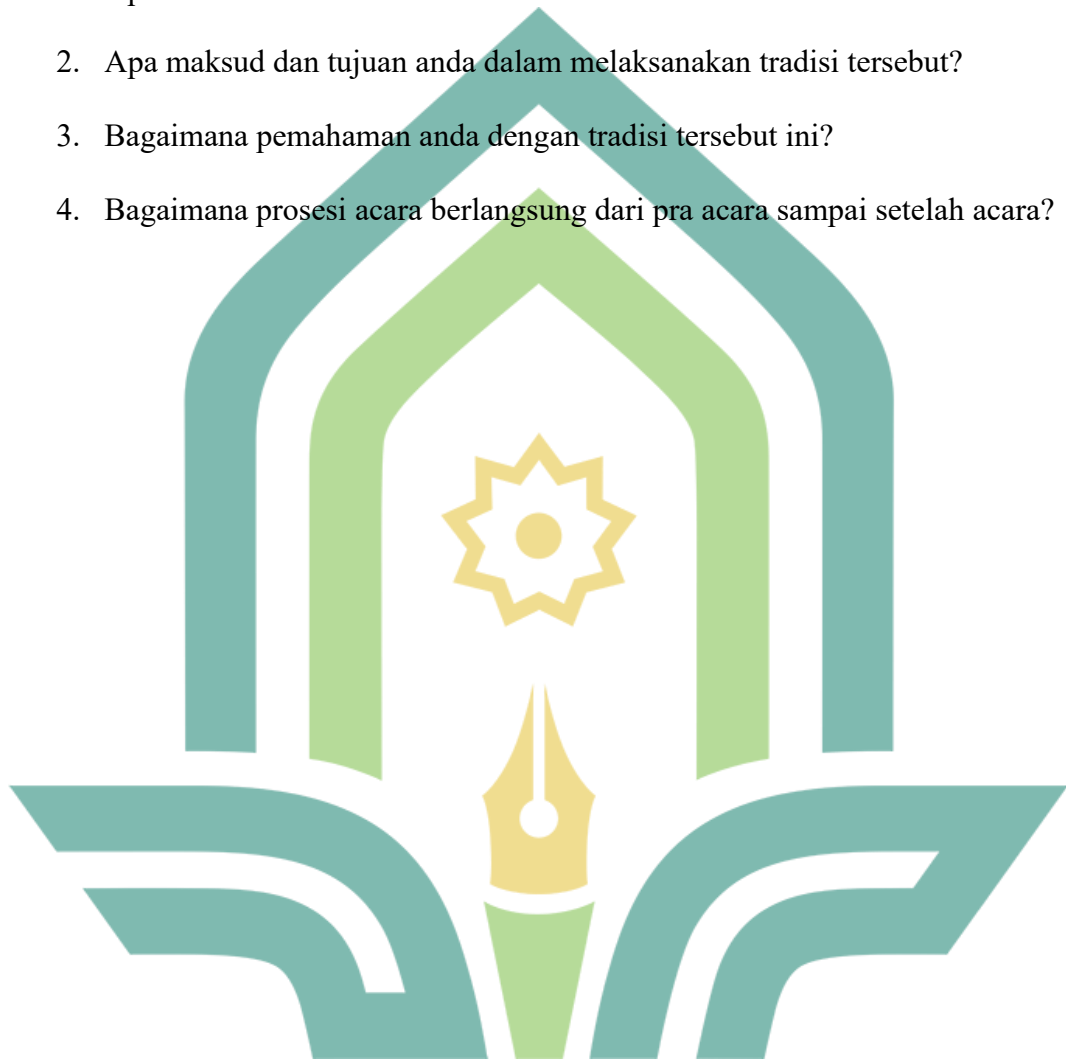 2. Apa maksud dan tujuan anda dalam melaksanakan tradisi tersebut?
3. Bagaimana pemahaman anda dengan tradisi tersebut ini?
4. Bagaimana prosesi acara berlangsung dari pra acara sampai setelah acara?